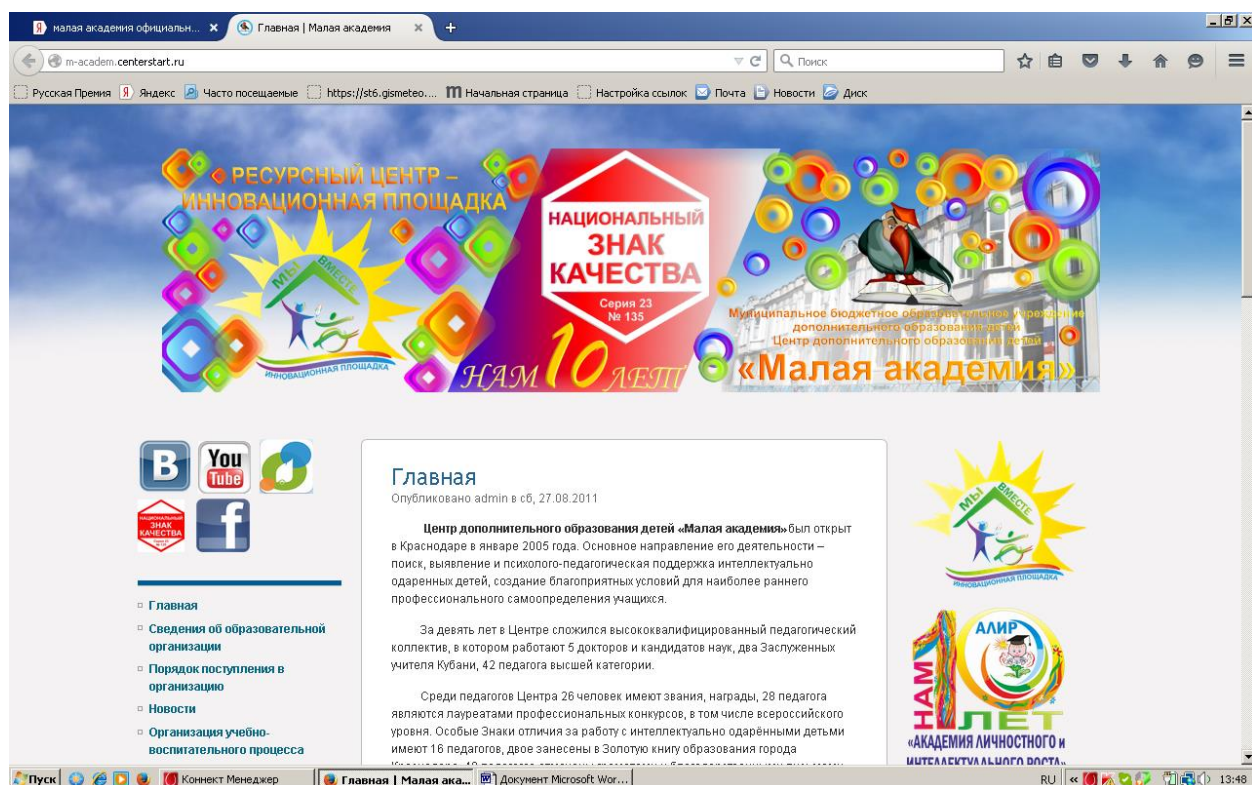 малая академия официальн...
Главная | Малая академия
m-academ.centerstart.ru
Поиск
Русская Премия
Яндекс
Часто посещаемые
https://st6.gismeteo....
Начальная страница
Настройка ссылок
Почта
Новости
Диск
РЕСУРСНЫЙ ЦЕНТР –
ИННОВАЦИОННАЯ ПЛОЩАДКА
МЫ ВМЕСТЕ
ИННОВАЦИОННАЯ ПЛОЩАДКА
НАЦИОНАЛЬНЫЙ
ЗНАК
КАЧЕСТВА
Серия 23
№ 135
НАМ 10 ЛЕТ
Муниципальное бюджетное образовательное учреждение
дополнительного образования детей
Центр дополнительного образования детей
«Малая академия»
B
You
Tube
НАЦИОНАЛЬНЫЙ
ЗНАК
КАЧЕСТВА
f
Главная
Сведения об образовательной
организации
Порядок поступления в
организацию
Новости
Организация учебно-
воспитательного процесса
Главная
Опубликовано admin в сб, 27.08.2011
Центр дополнительного образования детей «Малая академия» был открыт
в Краснодаре в январе 2005 года. Основное направление его деятельности –
поиск, выявление и психолого-педагогическая поддержка интеллектуально
одаренных детей, создание благоприятных условий для наиболее раннего
профессионального самоопределения учащихся.
За девять лет в Центре сложился высококвалифицированный педагогический
коллектив, в котором работают 5 докторов и кандидатов наук, два Заслуженных
учителя Кубани, 42 педагога высшей категории.
Среди педагогов Центра 26 человек имеют звания, награды, 28 педагога
являются лауреатами профессиональных конкурсов, в том числе всероссийского
уровня. Особые Знаки отличия за работу с интеллектуально одарёнными детьми
имеют 16 педагогов, двое занесены в Золотую книгу образования города
МЫ ВМЕСТЕ
ИННОВАЦИОННАЯ ПЛОЩАДКА
АЛИР
НАМ 10 ЛЕТ
«АКАДЕМИЯ ЛИЧНОСТНОГО И
ИНТЕЛЛЕКТУАЛЬНОГО РОСТА»
Пуск
Коннект Менеджер
Главная | Малая ака...
Документ Microsoft Wor...
RU
13:48